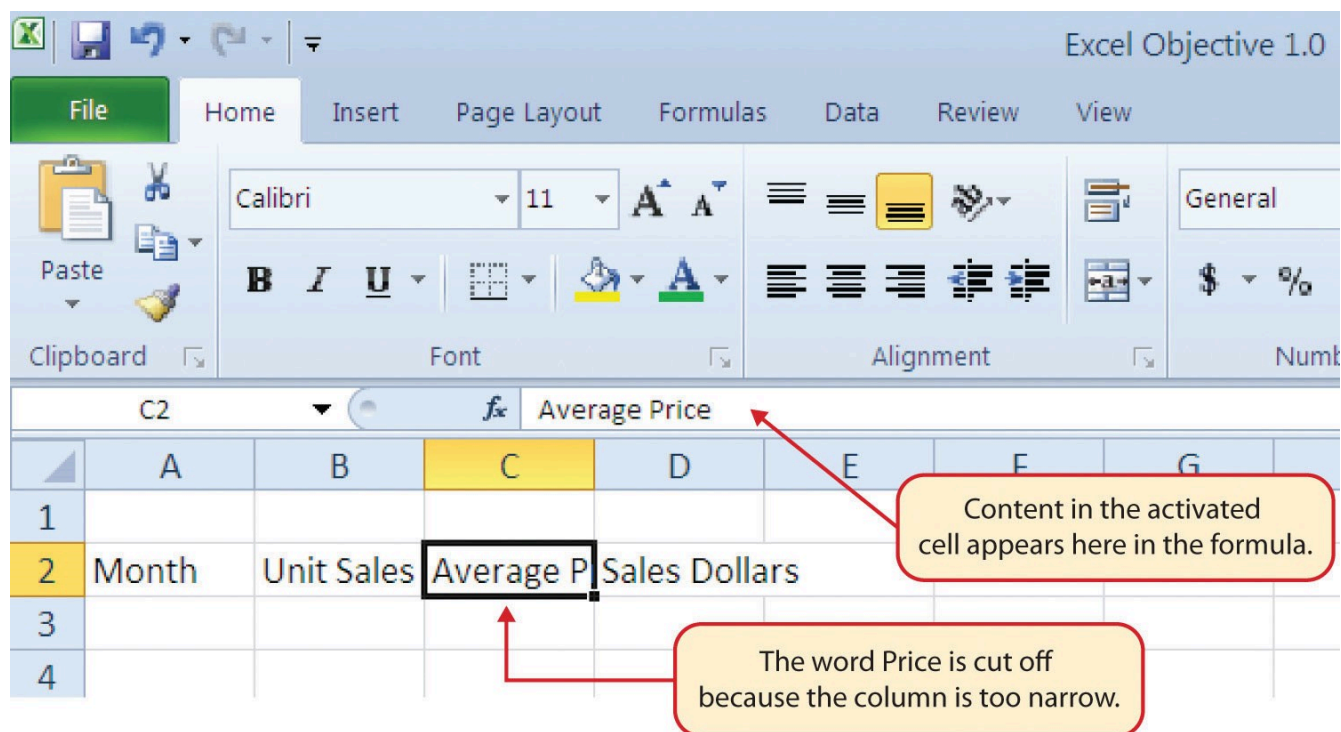 Excel Objective 1.0
File Home Insert Page Layout Formulas Data Review View
Calibri 11 A A General
Paste B I U A $ %
Clipboard Font Alignment
C2 fx Average Price
A B C D E F G
1
2 Month Unit Sales Average P Sales Dollars
3
4
Content in the activated
cell appears here in the formula.
The word Price is cut off
because the column is too narrow.